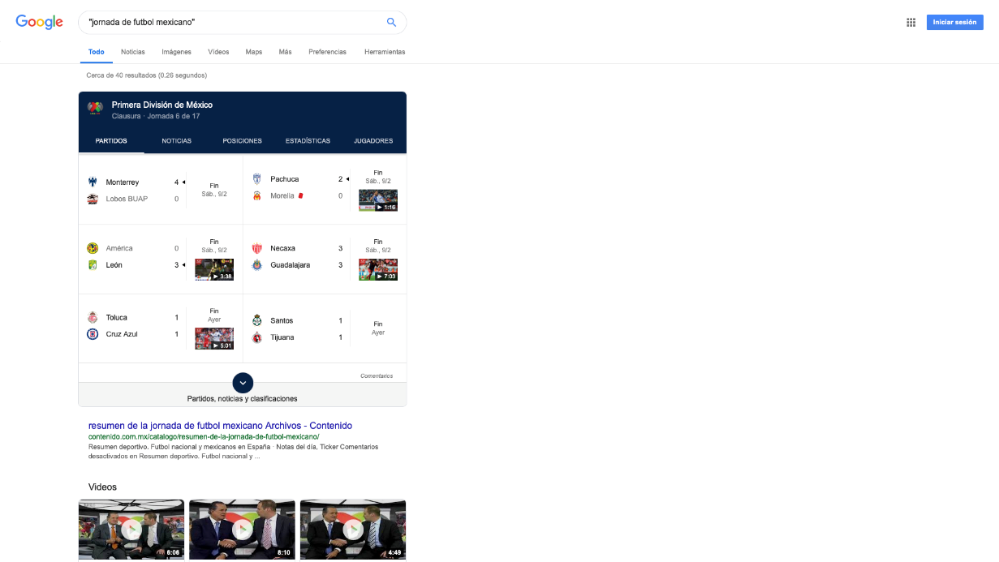 Google
"jornada de futbol mexicano"
Iniciar sesión
Todo Noticias Imágenes Vídeos Maps Más Preferencias Herramientas
Cerca de 40 resultados (0.26 segundos)
Primera División de México
Clausura · Jornada 6 de 17
PARTIDOS NOTICIAS POSICIONES ESTADÍSTICAS JUGADORES
Monterrey 4
Lobos BUAP 0
Fin
Sáb., 9/2
Pachuca 2
Morelia 0
Fin
Sáb., 9/2
1:16
América 0
León 3
Fin
Sáb., 9/2
3:38
Necaxa 3
Guadalajara 3
Fin
Sáb., 9/2
7:03
Toluca 1
Cruz Azul 1
Fin
Ayer
5:01
Santos 1
Tijuana 1
Fin
Ayer
Comentarios
Partidos, noticias y clasificaciones
resumen de la jornada de futbol mexicano Archivos - Contenido
contenido.com.mx/catalogo/resumen-de-la-jornada-de-futbol-mexicano/
Resumen deportivo. Futbol nacional y mexicanos en España · Notas del día, Ticker Comentarios
desactivados en Resumen deportivo. Futbol nacional y ...
Videos
6:06
8:10
4:49